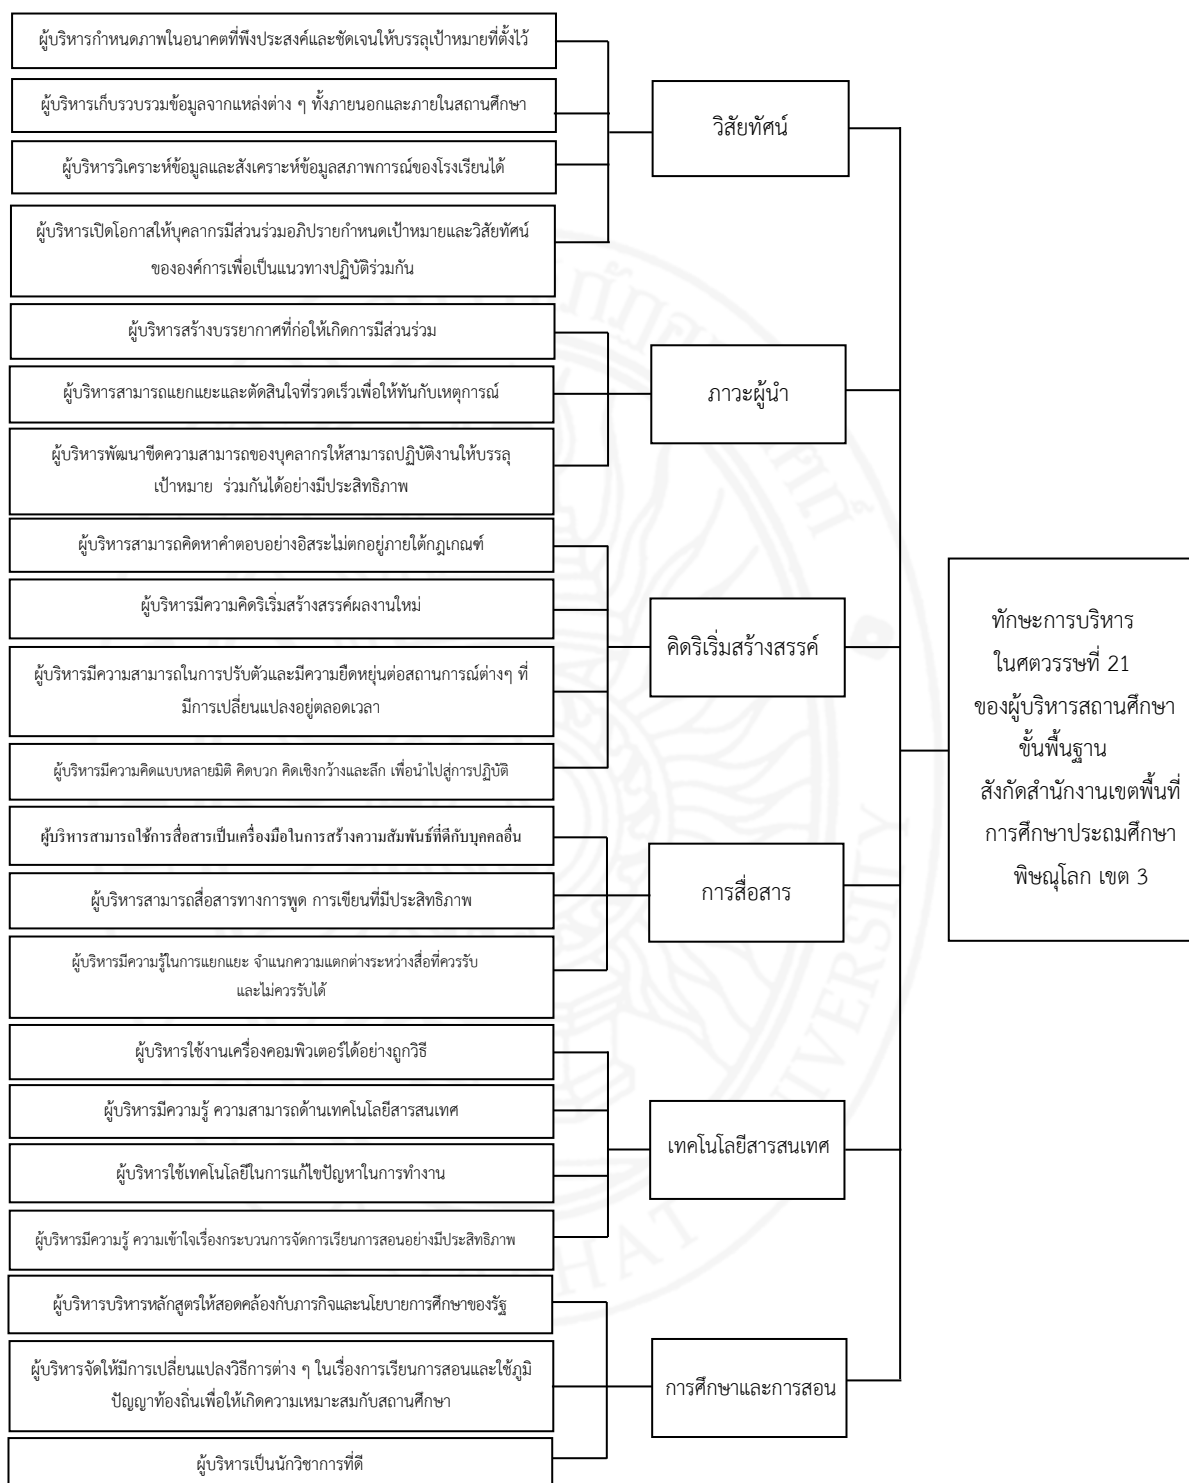 ผู้บริหารกำหนดภาพในอนาคตที่พึงประสงค์และชัดเจนให้บรรลุเป้าหมายที่ตั้งไว้
ผู้บริหารเก็บรวบรวมข้อมูลจากแหล่งต่าง ๆ ทั้งภายนอกและภายในสถานศึกษา
ผู้บริหารวิเคราะห์ข้อมูลและสังเคราะห์ข้อมูลสภาพการณ์ของโรงเรียนได้
ผู้บริหารเปิดโอกาสให้บุคลากรมีส่วนร่วมอภิปรายกำหนดเป้าหมายและวิสัยทัศน์
ขององค์การเพื่อเป็นแนวทางปฏิบัติร่วมกัน
วิสัยทัศน์
ผู้บริหารสร้างบรรยากาศที่ก่อให้เกิดการมีส่วนร่วม
ผู้บริหารสามารถแยกแยะและตัดสินใจที่รวดเร็วเพื่อให้ทันกับเหตุการณ์
ผู้บริหารพัฒนาขีดความสามารถของบุคลากรให้สามารถปฏิบัติงานให้บรรลุ
เป้าหมาย ร่วมกันได้อย่างมีประสิทธิภาพ
ภาวะผู้นำ
ผู้บริหารสามารถคิดหาคำตอบอย่างอิสระไม่ตกอยู่ภายใต้กฎเกณฑ์
ผู้บริหารมีความคิดริเริ่มสร้างสรรค์ผลงานใหม่
ผู้บริหารมีความสามารถในการปรับตัวและมีความยืดหยุ่นต่อสถานการณ์ต่างๆ ที่
มีการเปลี่ยนแปลงอยู่ตลอดเวลา
ผู้บริหารมีความคิดแบบหลายมิติ คิดบวก คิดเชิงกว้างและลึก เพื่อนำไปสู่การปฏิบัติ
คิดริเริ่มสร้างสรรค์
ผู้บริหารสามารถใช้การสื่อสารเป็นเครื่องมือในการสร้างความสัมพันธ์ที่ดีกับบุคคลอื่น
ผู้บริหารสามารถสื่อสารทางการพูด การเขียนที่มีประสิทธิภาพ
ผู้บริหารมีความรู้ในการแยกแยะ จำแนกความแตกต่างระหว่างสื่อที่ควรรับ
และไม่ควรรับได้
การสื่อสาร
ผู้บริหารใช้งานเครื่องคอมพิวเตอร์ได้อย่างถูกวิธี
ผู้บริหารมีความรู้ ความสามารถด้านเทคโนโลยีสารสนเทศ
ผู้บริหารใช้เทคโนโลยีในการแก้ไขปัญหาในการทำงาน
ผู้บริหารมีความรู้ ความเข้าใจเรื่องกระบวนการจัดการเรียนการสอนอย่างมีประสิทธิภาพ
เทคโนโลยีสารสนเทศ
ผู้บริหารบริหารหลักสูตรให้สอดคล้องกับภารกิจและนโยบายการศึกษาของรัฐ
ผู้บริหารจัดให้มีการเปลี่ยนแปลงวิธีการต่าง ๆ ในเรื่องการเรียนการสอนและใช้ภูมิ
ปัญญาท้องถิ่นเพื่อให้เกิดความเหมาะสมกับสถานศึกษา
ผู้บริหารเป็นนักวิชาการที่ดี
การศึกษาและการสอน
ทักษะการบริหาร
ในศตวรรษที่ 21
ของผู้บริหารสถานศึกษา
ขั้นพื้นฐาน
สังกัดสำนักงานเขตพื้นที่
การศึกษาประถมศึกษา
พิษณุโลก เขต 3